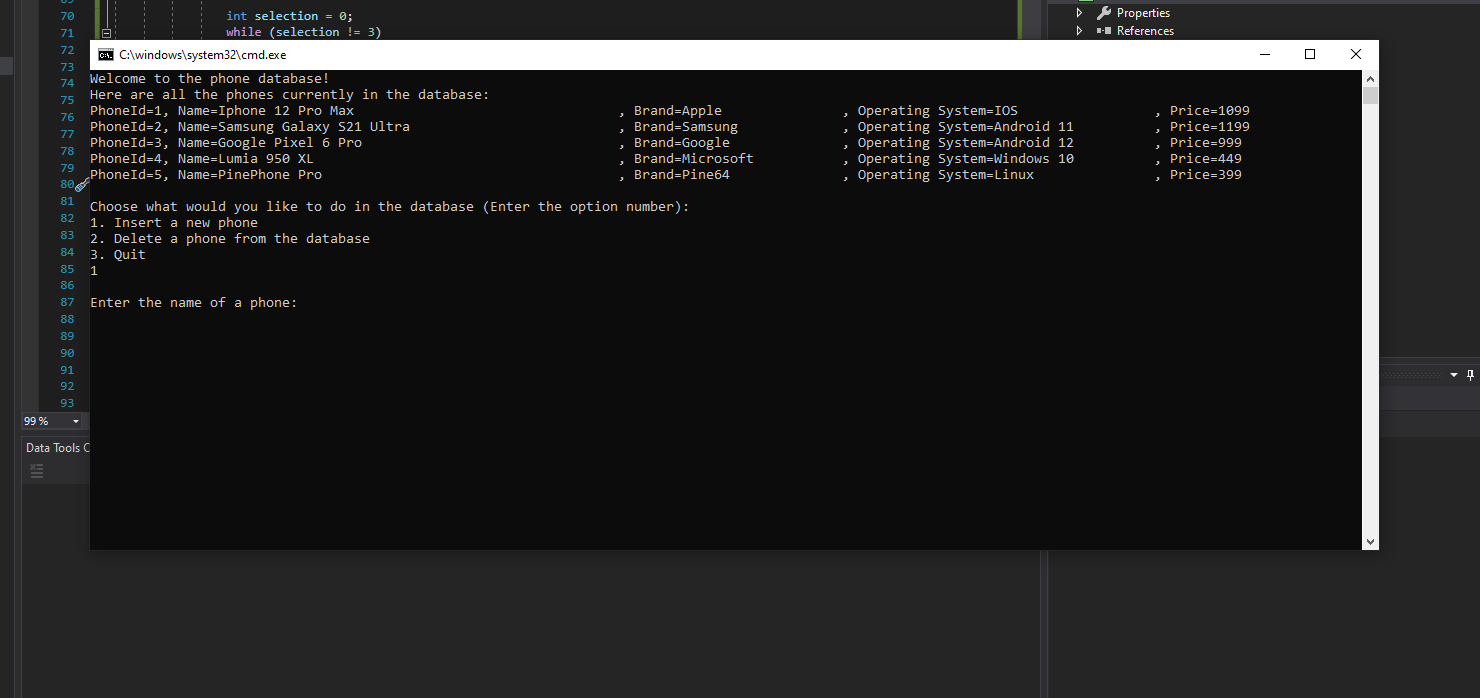 69
70 int selection = 0;
71 while (selection != 3)
Properties
References
72
73
74
75
76
77
78
79
80
81
82
83
84
85
86
87
88
89
90
91
92
93
C:\windows\system32\cmd.exe
Welcome to the phone database!
Here are all the phones currently in the database:
PhoneId=1, Name=Iphone 12 Pro Max , Brand=Apple , Operating System=IOS , Price=1099
PhoneId=2, Name=Samsung Galaxy S21 Ultra , Brand=Samsung , Operating System=Android 11 , Price=1199
PhoneId=3, Name=Google Pixel 6 Pro , Brand=Google , Operating System=Android 12 , Price=999
PhoneId=4, Name=Lumia 950 XL , Brand=Microsoft , Operating System=Windows 10 , Price=449
PhoneId=5, Name=PinePhone Pro , Brand=Pine64 , Operating System=Linux , Price=399
Choose what would you like to do in the database (Enter the option number):
1. Insert a new phone
2. Delete a phone from the database
3. Quit
1
Enter the name of a phone:
99 %
Data Tools